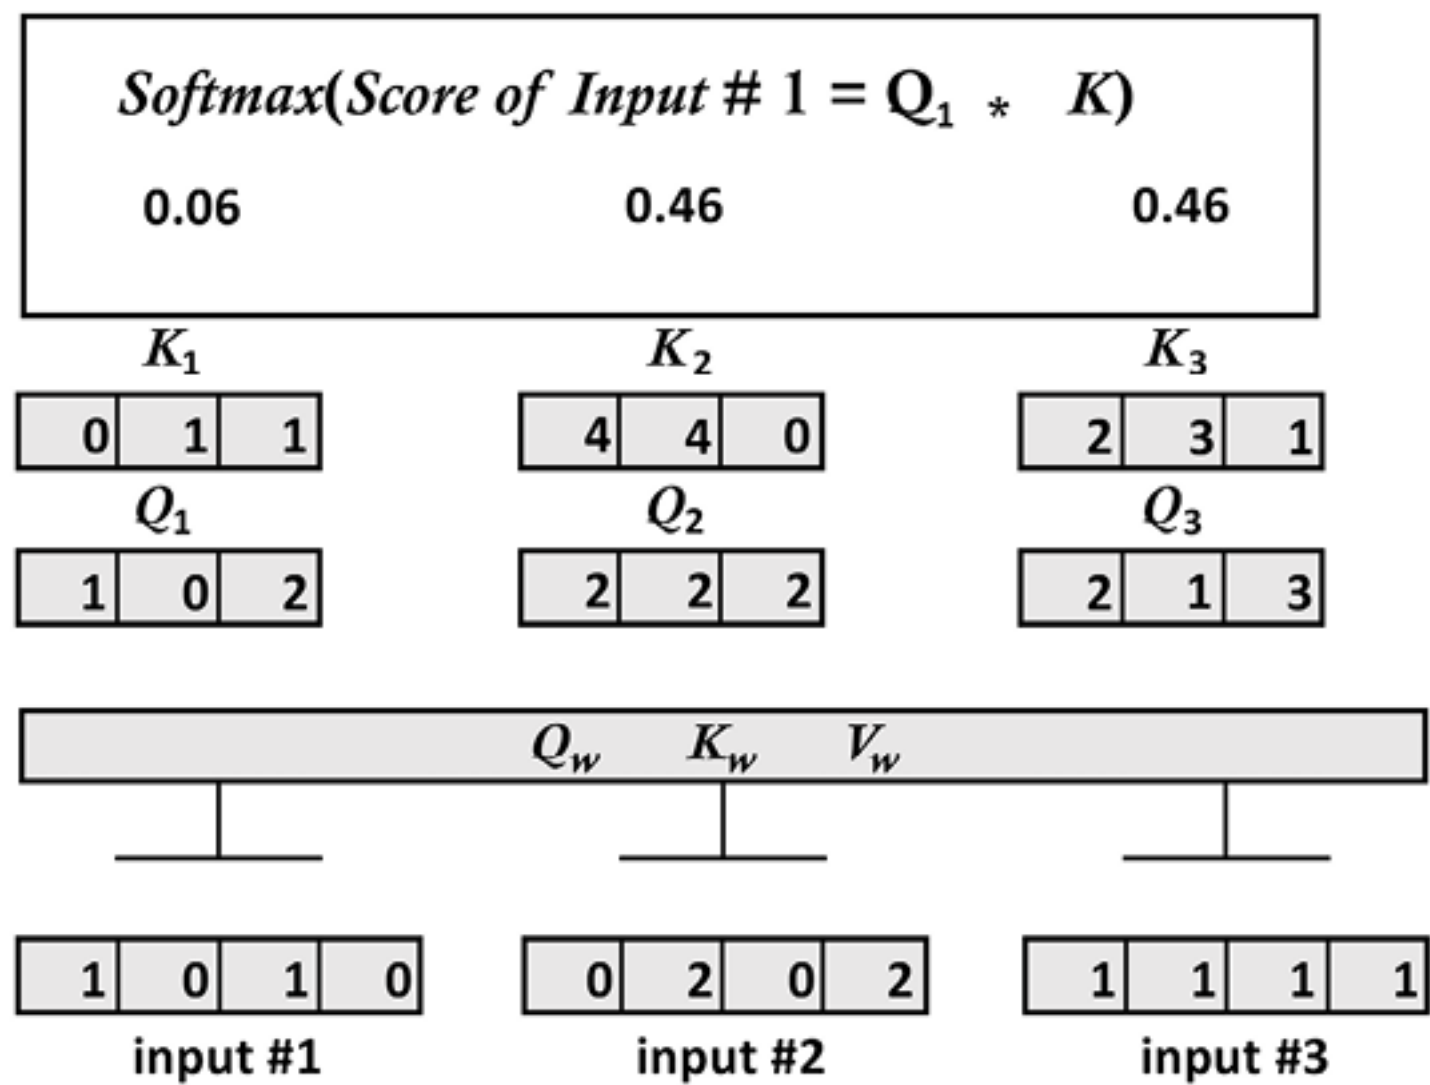 Softmax(Score of Input # 1 = Q₁ * K)
0.06 0.46 0.46
K₁ K₂ K₃
0 1 1 4 4 0 2 3 1
Q₁ Q₂ Q₃
1 0 2 2 2 2 2 1 3
Qw Kw Vw
1 0 1 0 0 2 0 2 1 1 1 1
input #1 input #2 input #3